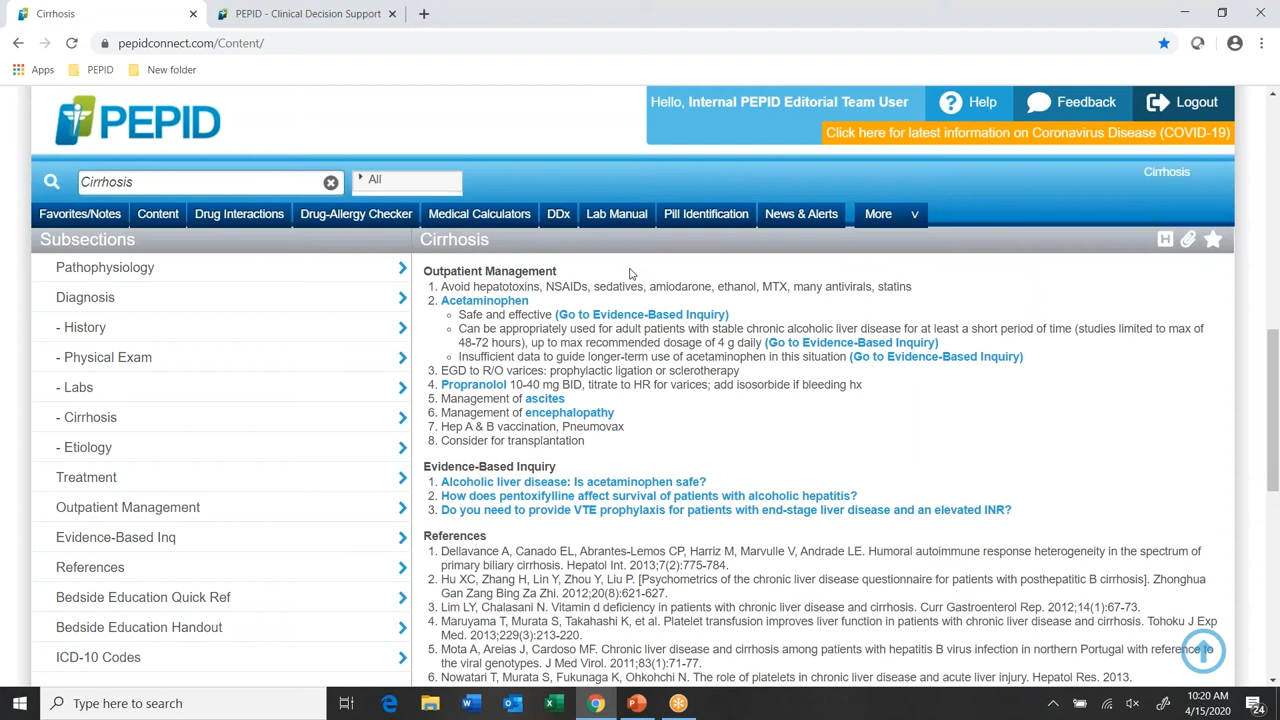 Cirrhosis
PEPID - Clinical Decision Support
pepidconnect.com/Content/
Apps
PEPID
New folder
PEPID
Hello, Internal PEPID Editorial Team User
Help
Feedback
Logout
Click here for latest information on Coronavirus Disease (COVID-19)
Cirrhosis
All
Cirrhosis
Favorites/Notes
Content
Drug Interactions
Drug-Allergy Checker
Medical Calculators
DDx
Lab Manual
Pill Identification
News & Alerts
More
Subsections
Pathophysiology
Diagnosis
- History
- Physical Exam
- Labs
- Cirrhosis
- Etiology
Treatment
Outpatient Management
Evidence-Based Inq
References
Bedside Education Quick Ref
Bedside Education Handout
ICD-10 Codes
Cirrhosis
H
Outpatient Management
1. Avoid hepatotoxins, NSAIDs, sedatives, amiodarone, ethanol, MTX, many antivirals, statins
2. Acetaminophen
Safe and effective (Go to Evidence-Based Inquiry)
Can be appropriately used for adult patients with stable chronic alcoholic liver disease for at least a short period of time (studies limited to max of
48-72 hours), up to max recommended dosage of 4 g daily (Go to Evidence-Based Inquiry)
Insufficient data to guide longer-term use of acetaminophen in this situation (Go to Evidence-Based Inquiry)
3. EGD to R/O varices: prophylactic ligation or sclerotherapy
4. Propranolol 10-40 mg BID, titrate to HR for varices; add isosorbide if bleeding hx
5. Management of ascites
6. Management of encephalopathy
7. Hep A & B vaccination, Pneumovax
8. Consider for transplantation
Evidence-Based Inquiry
1. Alcoholic liver disease: Is acetaminophen safe?
2. How does pentoxifylline affect survival of patients with alcoholic hepatitis?
3. Do you need to provide VTE prophylaxis for patients with end-stage liver disease and an elevated INR?
References
1. Dellavance A, Canado EL, Abrantes-Lemos CP, Harriz M, Marvulle V, Andrade LE. Humoral autoimmune response heterogeneity in the spectrum of
primary biliary cirrhosis. Hepatol Int. 2013;7(2):775-784.
2. Hu XC, Zhang H, Lin Y, Zhou Y, Liu P. [Psychometrics of the chronic liver disease questionnaire for patients with posthepatitic B cirrhosis]. Zhonghua
Gan Zang Bing Za Zhi. 2012;20(8):621-627.
3. Lim LY, Chalasani N. Vitamin d deficiency in patients with chronic liver disease and cirrhosis. Curr Gastroenterol Rep. 2012;14(1):67-73.
4. Maruyama T, Murata S, Takahashi K, et al. Platelet transfusion improves liver function in patients with chronic liver disease and cirrhosis. Tohoku J Exp
Med. 2013;229(3):213-220.
5. Mota A, Areias J, Cardoso MF. Chronic liver disease and cirrhosis among patients with hepatitis B virus infection in northern Portugal with reference to
the viral genotypes. J Med Virol. 2011;83(1):71-77.
6. Nowatari T, Murata S, Fukunaga K, Ohkohchi N. The role of platelets in chronic liver disease and acute liver injury. Hepatol Res. 2013.
Type here to search
10:20 AM
4/15/2020
24